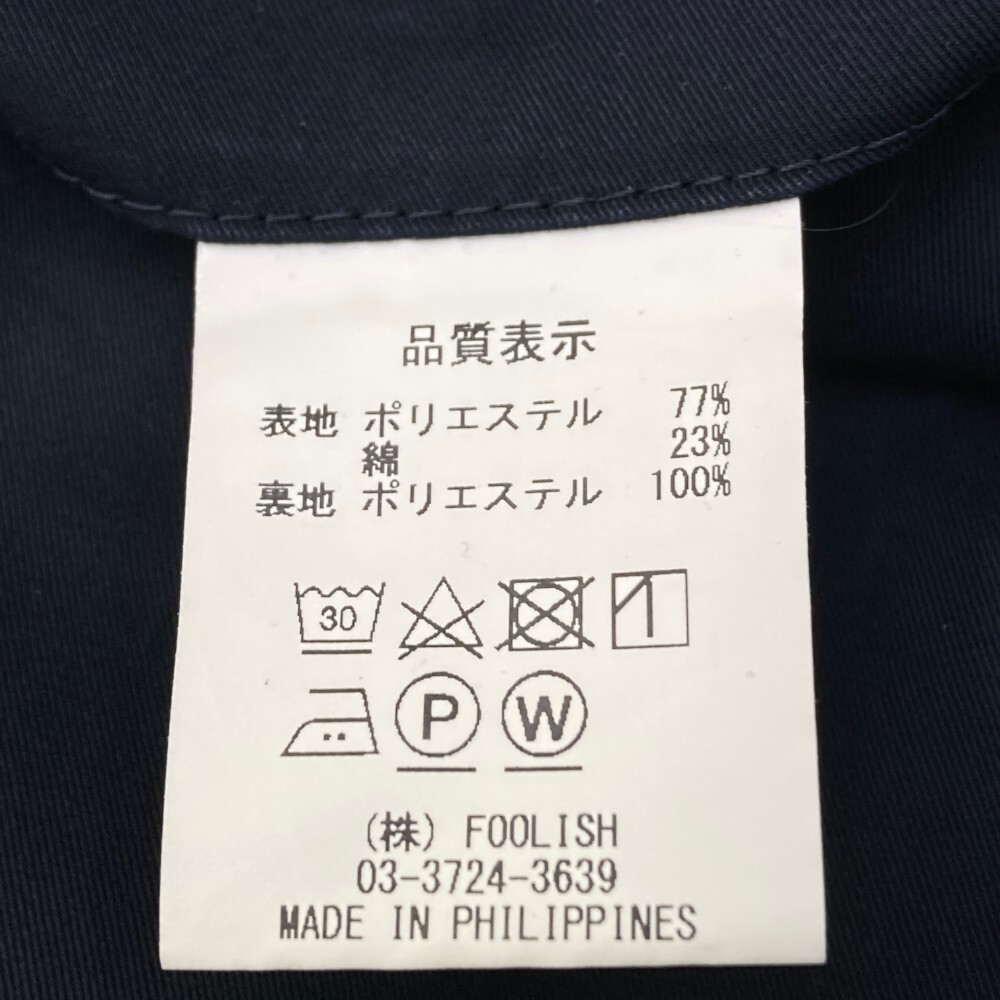 品質表示
表地 ポリエステル 77%
綿 23%
裏地 ポリエステル 100%
30
P W
(株) FOOLISH
03-3724-3639
MADE IN PHILIPPINES